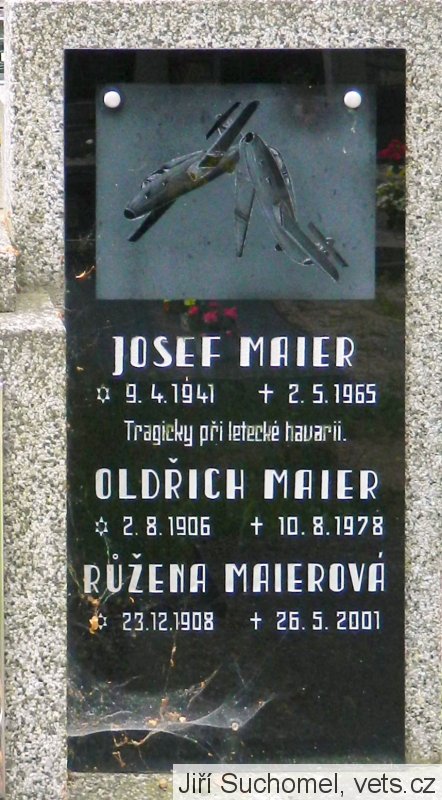 JOSEF MAIER
✡ 9. 4. 1941 ✝ 2. 5. 1965
Tragicky při letecké havarii.
OLDŘICH MAIER
✡ 2. 8. 1906 ✝ 10. 8. 1978
RŮŽENA MAIEROVÁ
✡ 23.12.1908 ✝ 26. 5. 2001
Jiří Suchomel, vets.cz